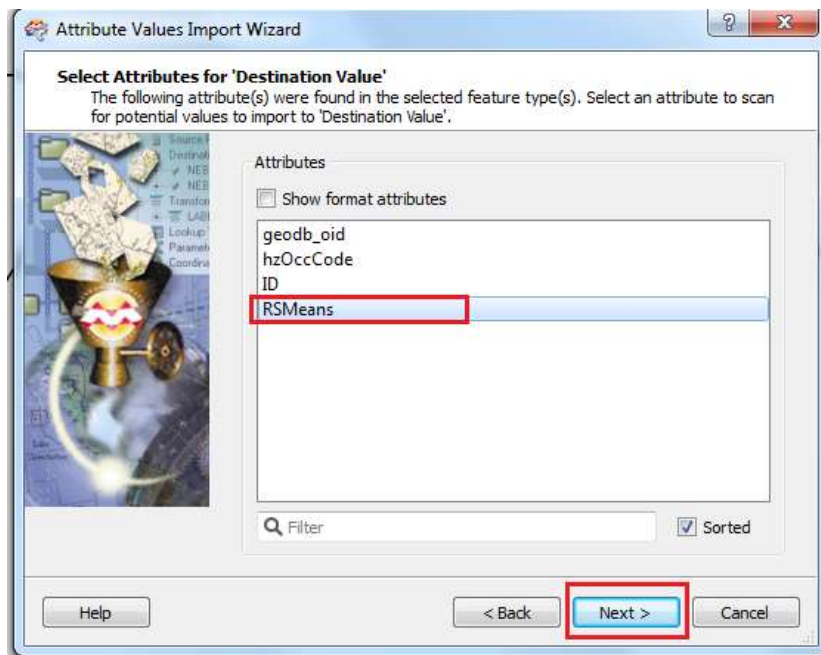 Attribute Values Import Wizard
Select Attributes for 'Destination Value'
The following attribute(s) were found in the selected feature type(s). Select an attribute to scan
for potential values to import to 'Destination Value'.
Attributes
Show format attributes
geodb_oid
hzOccCode
ID
RSMeans
Filter
Sorted
Help
< Back
Next >
Cancel